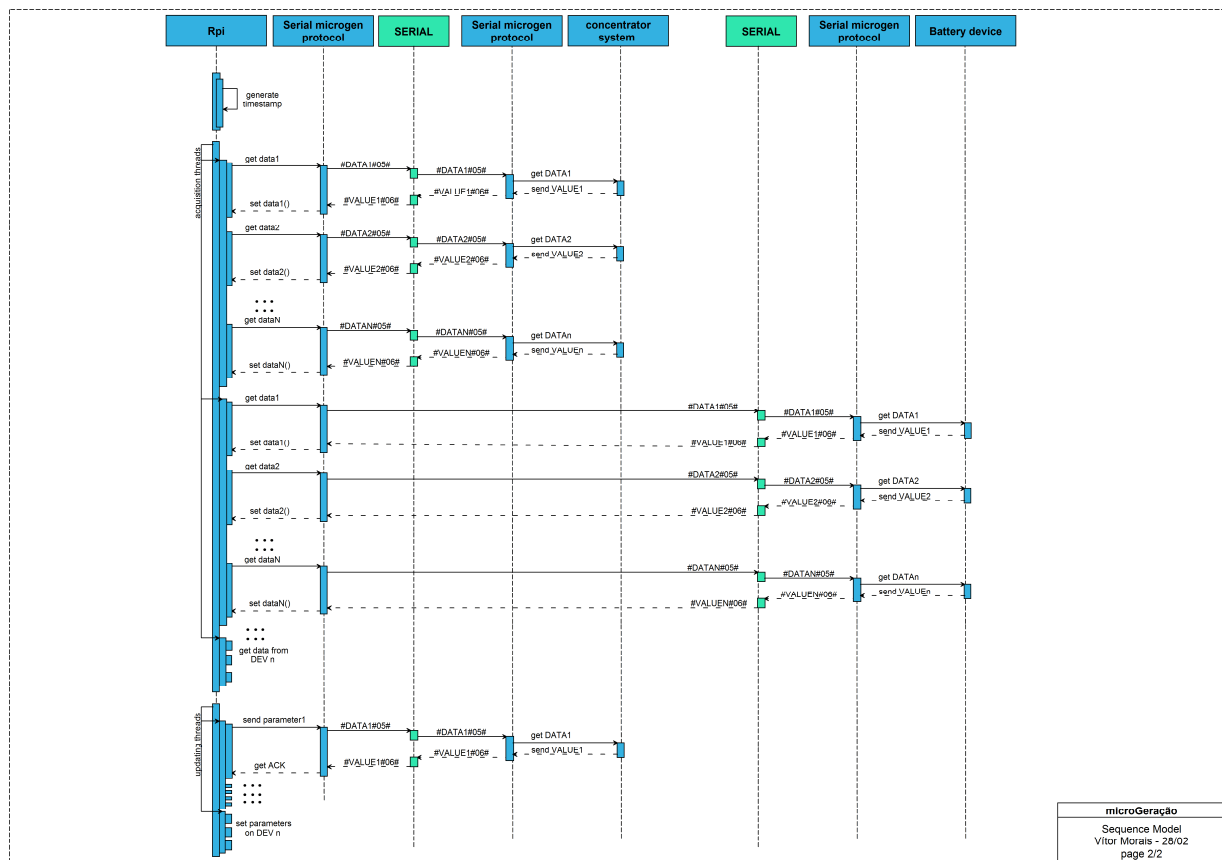 Rpi
Serial microgen
protocol
SERIAL
Serial microgen
protocol
concentrator
system
SERIAL
Serial microgen
protocol
Battery device
generate
timestamp
acquistion threads
get data1
#DATA1#05#
#DATA1#05#
get DATA1
send VALUE1
#VALUE1#06#
#VALUE1#06#
set data1()
get data2
#DATA2#05#
#DATA2#05#
get DATA2
send VALUE2
#VALUE2#06#
#VALUE2#06#
set data2()
get dataN
#DATAN#05#
#DATAN#05#
get DATAn
send VALUEn
#VALUEN#06#
#VALUEN#06#
set dataN()
get data1
#DATA1#05#
#DATA1#05#
get DATA1
send VALUE1
#VALUE1#06#
#VALUE1#06#
set data1()
get data2
#DATA2#05#
#DATA2#05#
get DATA2
send VALUE2
#VALUE2#06#
#VALUE2#06#
set data2()
get dataN
#DATAN#05#
#DATAN#05#
get DATAn
send VALUEn
#VALUEN#06#
#VALUEN#06#
set dataN()
get data from
DEV n
updating threads
send parameter1
#DATA1#05#
#DATA1#05#
get DATA1
send VALUE1
#VALUE1#06#
#VALUE1#06#
get ACK
set parameters
on DEV n
microGeração
Sequence Model
Vítor Morais - 28/02
page 2/2